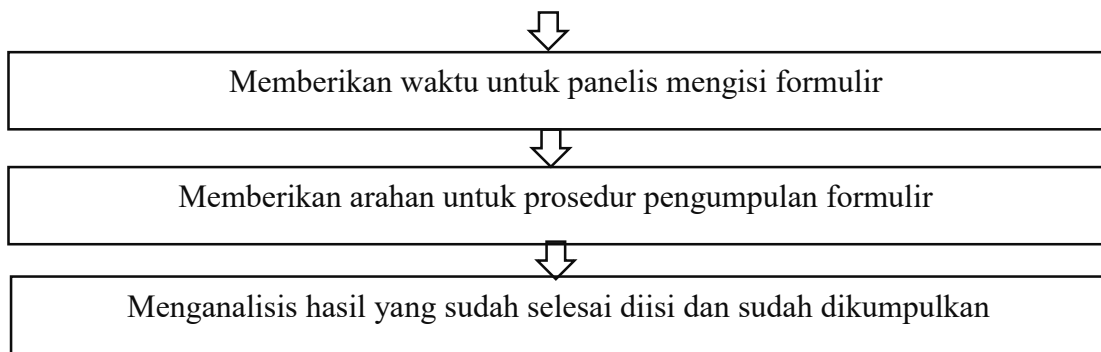 Memberikan waktu untuk panelis mengisi formulir
Memberikan arahan untuk prosedur pengumpulan formulir
Menganalisis hasil yang sudah selesai diisi dan sudah dikumpulkan